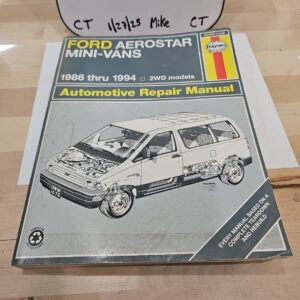 CT 1/27/25 Mike CT
FORD AEROSTAR
MINI-VANS
Haynes
1986 thru 1994 □ 2WD models
Automotive Repair Manual
EVERY MANUAL BASED ON A
COMPLETE TEARDOWN
AND REBUILD